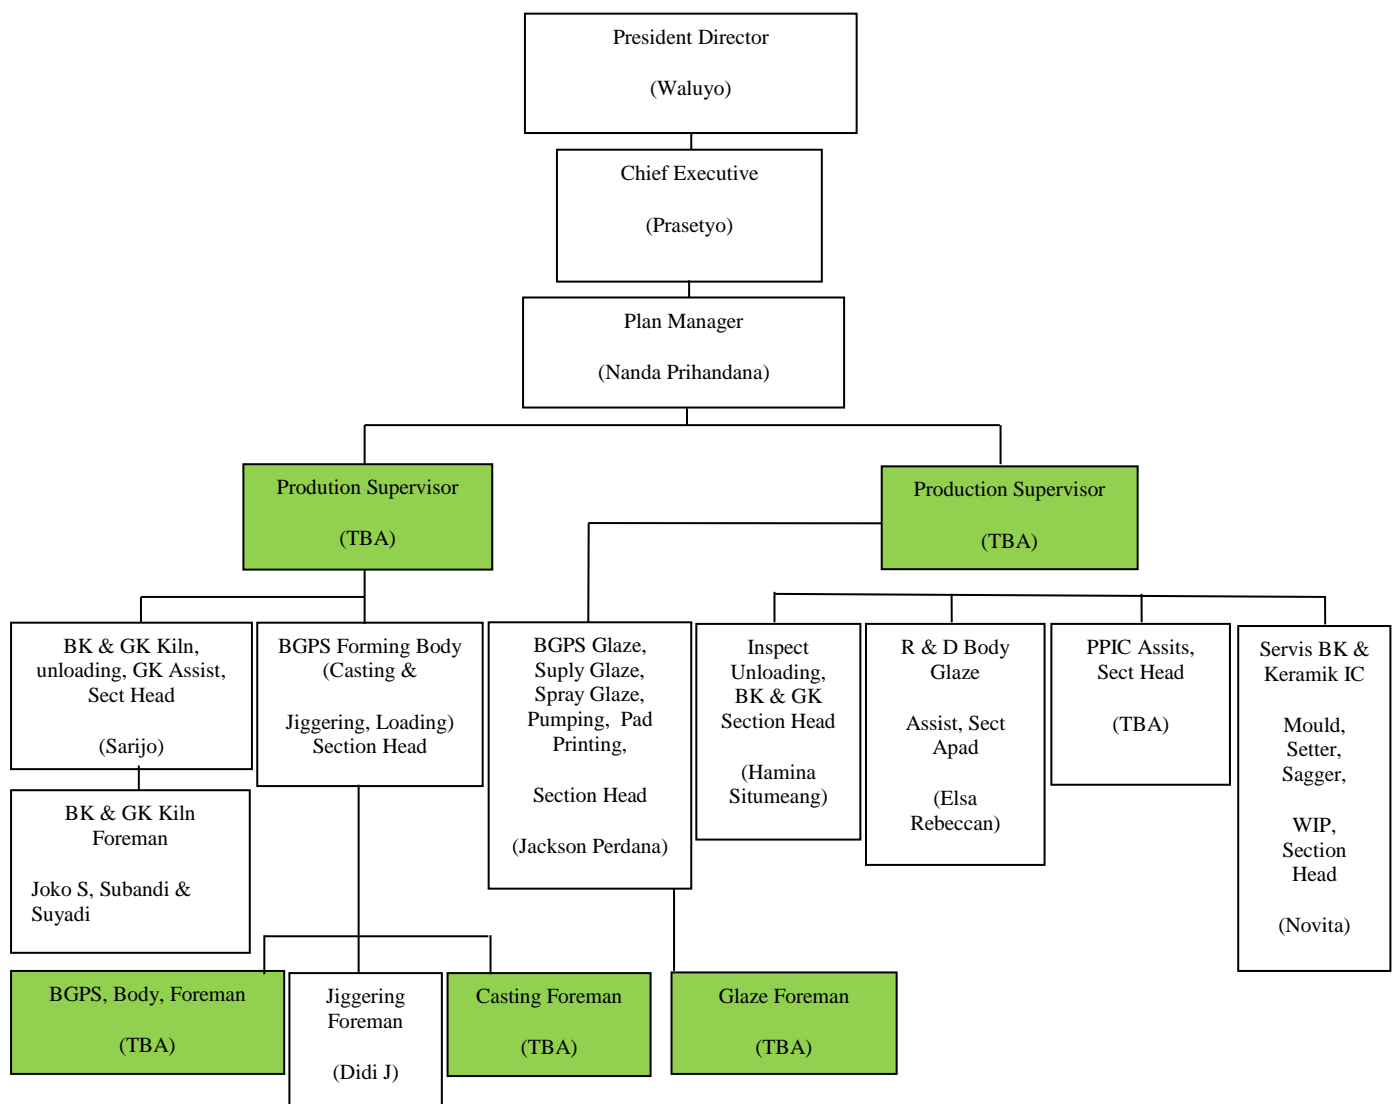 President Director
(Waluyo)
Chief Executive
(Prasetyo)
Plan Manager
(Nanda Prihandana)
Prodution Supervisor
(TBA)
Production Supervisor
(TBA)
BK & GK Kiln,
unloading, GK Assist,
Sect Head
(Sarijo)
BGPS Forming Body
(Casting &
Jiggering, Loading)
Section Head
BGPS Glaze,
Suply Glaze,
Spray Glaze,
Pumping, Pad
Printing,
Section Head
(Jackson Perdana)
Inspect
Unloading,
BK & GK
Section Head
(Hamina
Situmeang)
R & D Body
Glaze
Assist, Sect
Apad
(Elsa
Rebeccan)
PPIC Assits,
Sect Head
(TBA)
Servis BK &
Keramik IC
Mould,
Setter,
Sagger,
WIP,
Section
Head
(Novita)
BK & GK Kiln
Foreman
Joko S, Subandi &
Suyadi
BGPS, Body, Foreman
(TBA)
Jiggering
Foreman
(Didi J)
Casting Foreman
(TBA)
Glaze Foreman
(TBA)